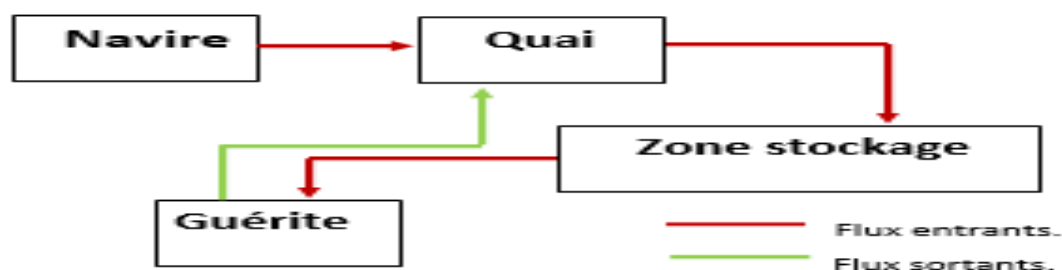 Navire
Quai
Zone stockage
Guérite
Flux entrants.
Flux sortants.